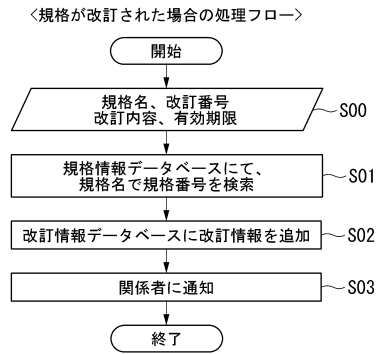 〈規格が改訂された場合の処理フロー〉
開始
規格名、改訂番号
改訂内容、有効期限
S00
規格情報データベースにて、
規格名で規格番号を検索
S01
改訂情報データベースに改訂情報を追加
S02
関係者に通知
S03
終了